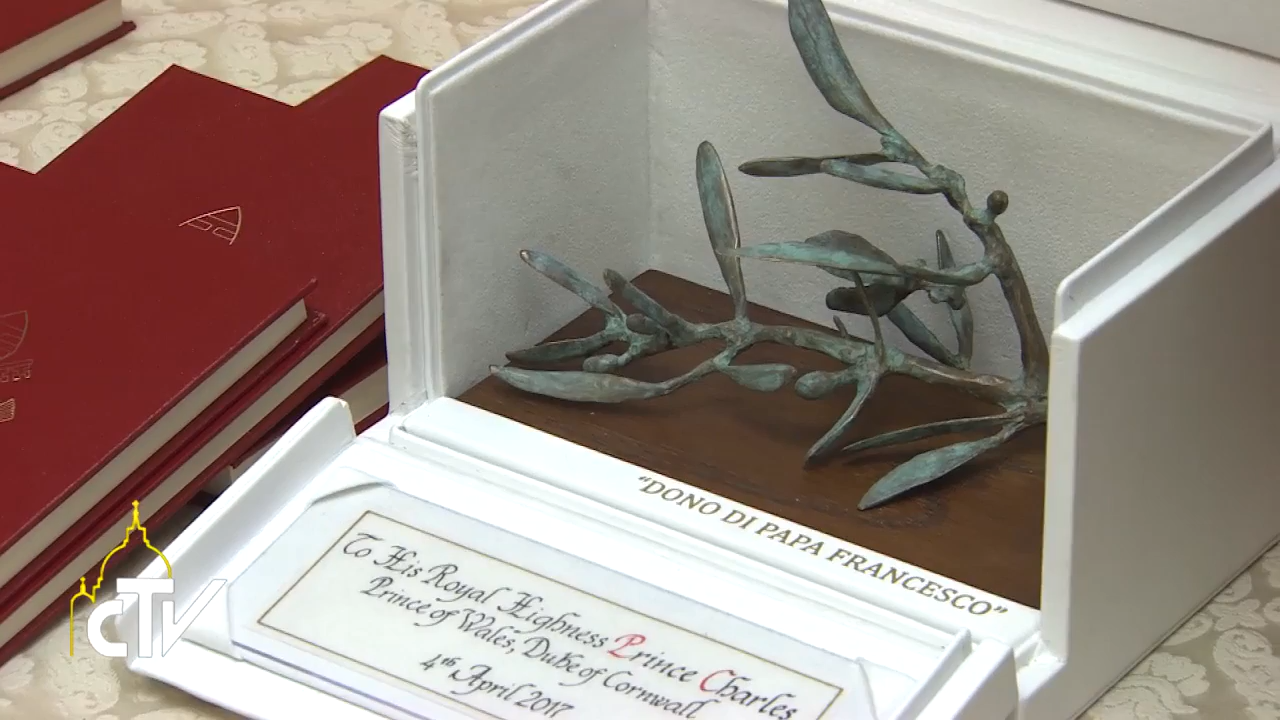 "DONO DI PAPA FRANCESCO"
To His Royal Highness Prince Charles
Prince of Wales, Duke of Cornwall
4th April 2017
CTV